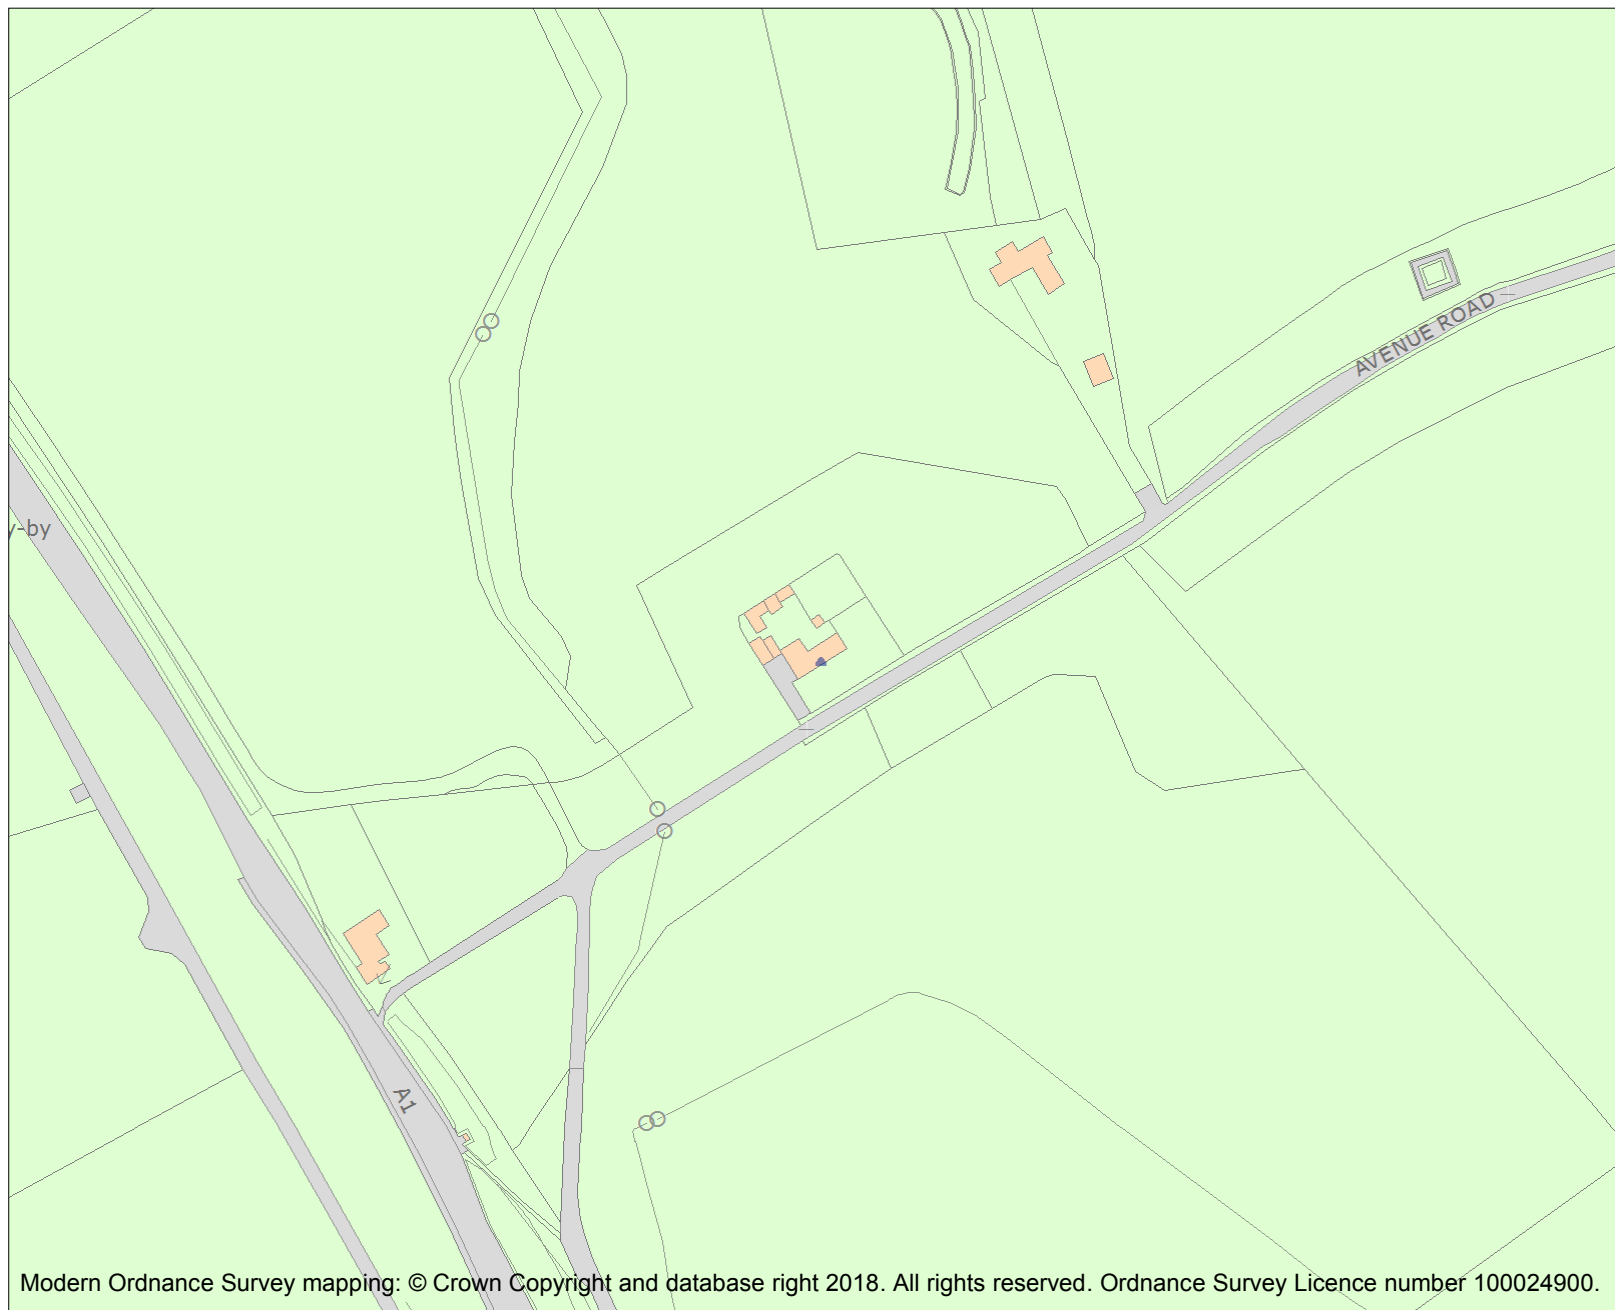 AVENUE ROAD
y-by
A1
Modern Ordnance Survey mapping: © Crown Copyright and database right 2018. All rights reserved. Ordnance Survey Licence number 100024900.